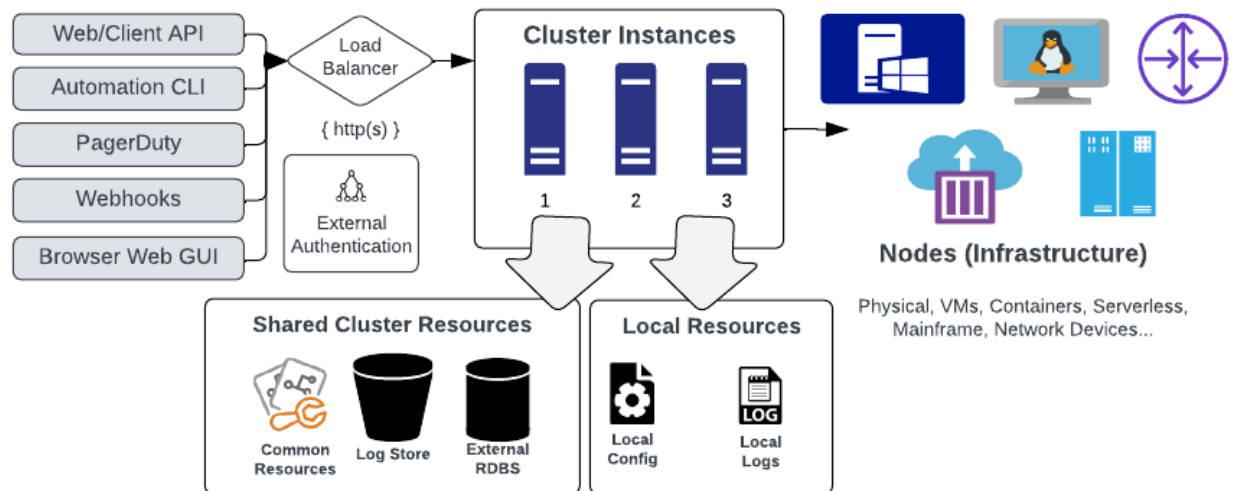 Web/Client API
Automation CLI
PagerDuty
Webhooks
Browser Web GUI
Load
Balancer
{ http(s) }
External
Authentication
Cluster Instances
1
2
3
Nodes (Infrastructure)
Physical, VMs, Containers, Serverless,
Mainframe, Network Devices...
Shared Cluster Resources
Common
Resources
Log Store
External
RDBS
Local Resources
Local
Config
LOG
Local
Logs